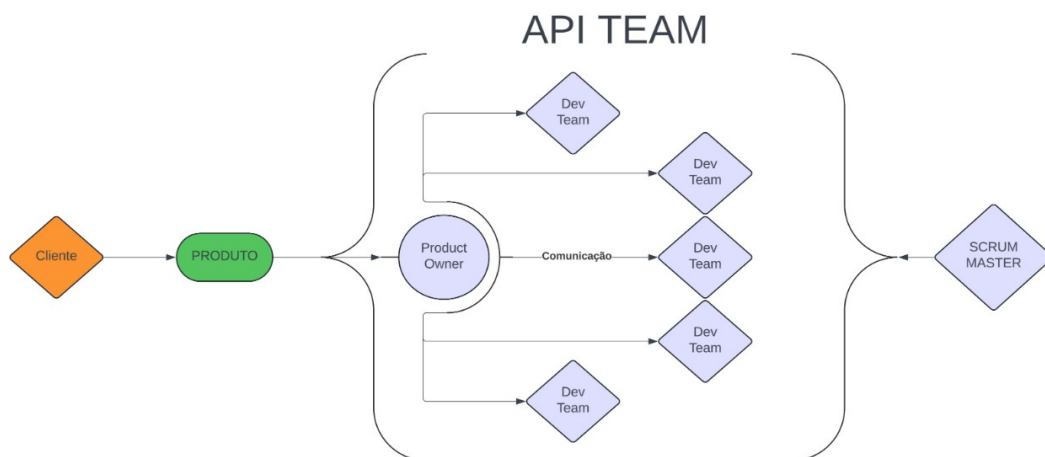 API TEAM
Dev
Team
Dev
Team
Cliente
PRODUTO
Product
Owner
Comunicação
Dev
Team
SCRUM
MASTER
Dev
Team
Dev
Team